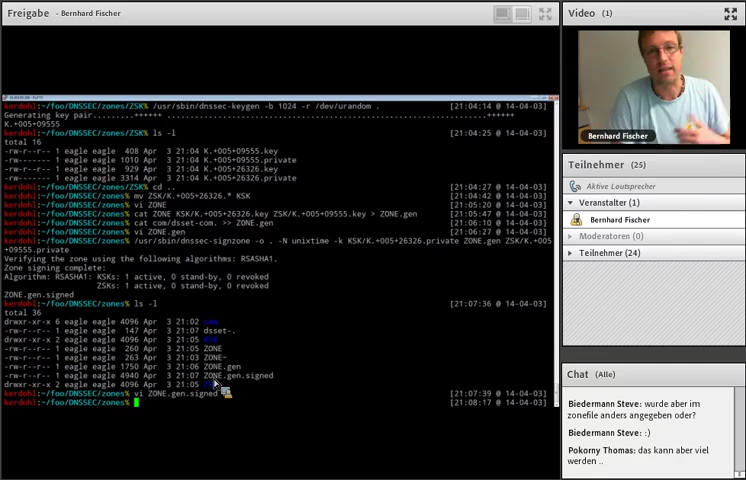 Freigabe - Bernhard Fischer
kerdohl:~/foo/DNSSEC/zones/ZSK% /usr/sbin/dnssec-keygen -b 1024 -r /dev/urandom . [21:04:14 @ 14-04-03]
Generating key pair.........++++++ ..................................................++++++
K.+005+09555
kerdohl:~/foo/DNSSEC/zones/ZSK% ls -l [21:04:25 @ 14-04-03]
total 16
-rw-r--r-- 1 eagle eagle 408 Apr 3 21:04 K.+005+09555.key
-rw------- 1 eagle eagle 1010 Apr 3 21:04 K.+005+09555.private
-rw-r--r-- 1 eagle eagle 929 Apr 3 21:04 K.+005+26326.key
-rw------- 1 eagle eagle 3314 Apr 3 21:04 K.+005+26326.private
kerdohl:~/foo/DNSSEC/zones/ZSK% cd .. [21:04:27 @ 14-04-03]
kerdohl:~/foo/DNSSEC/zones% mv ZSK/K.+005+26326.* KSK [21:04:42 @ 14-04-03]
kerdohl:~/foo/DNSSEC/zones% vi ZONE [21:05:20 @ 14-04-03]
kerdohl:~/foo/DNSSEC/zones% cat ZONE KSK/K.+005+26326.key ZSK/K.+005+09555.key > ZONE.gen [21:05:47 @ 14-04-03]
kerdohl:~/foo/DNSSEC/zones% cat com/dsset-com. >> ZONE.gen [21:06:10 @ 14-04-03]
kerdohl:~/foo/DNSSEC/zones% vi ZONE.gen [21:06:27 @ 14-04-03]
kerdohl:~/foo/DNSSEC/zones% /usr/sbin/dnssec-signzone -o . -N unixtime -k KSK/K.+005+26326.private ZONE.gen ZSK/K.+005
+09555.private
Verifying the zone using the following algorithms: RSASHA1.
Zone signing complete:
Algorithm: RSASHA1: KSKs: 1 active, 0 stand-by, 0 revoked
ZSKs: 1 active, 0 stand-by, 0 revoked
ZONE.gen.signed
kerdohl:~/foo/DNSSEC/zones% ls -l [21:07:36 @ 14-04-03]
total 36
drwxr-xr-x 6 eagle eagle 4096 Apr 3 21:02 com
-rw-r--r-- 1 eagle eagle 147 Apr 3 21:07 dsset-.
drwxr-xr-x 2 eagle eagle 4096 Apr 3 21:05
-rw-r--r-- 1 eagle eagle 260 Apr 3 21:05 ZONE
-rw-r--r-- 1 eagle eagle 263 Apr 3 21:03 ZONE~
-rw-r--r-- 1 eagle eagle 1750 Apr 3 21:06 ZONE.gen
-rw-r--r-- 1 eagle eagle 4940 Apr 3 21:07 ZONE.gen.signed
drwxr-xr-x 2 eagle eagle 4096 Apr 3 21:05
kerdohl:~/foo/DNSSEC/zones% vi ZONE.gen.signed [21:07:39 @ 14-04-03]
kerdohl:~/foo/DNSSEC/zones% [21:08:17 @ 14-04-03]
Video (1)
Bernhard Fischer
Teilnehmer (25)
Aktive Lautsprecher
Veranstalter (1)
Bernhard Fischer
Moderatoren (0)
Teilnehmer (24)
Chat (Alle)
Biedermann Steve: wurde aber im
zonefile anders angegeben oder?
Biedermann Steve: :)
Pokorny Thomas: das kann aber viel
werden ..